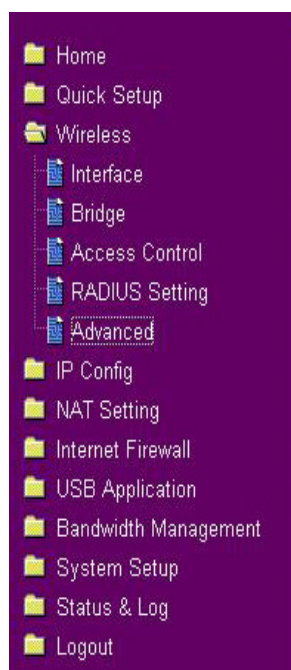 Home
Quick Setup
Wireless
Interface
Bridge
Access Control
RADIUS Setting
Advanced
IP Config
NAT Setting
Internet Firewall
USB Application
Bandwidth Management
System Setup
Status & Log
Logout